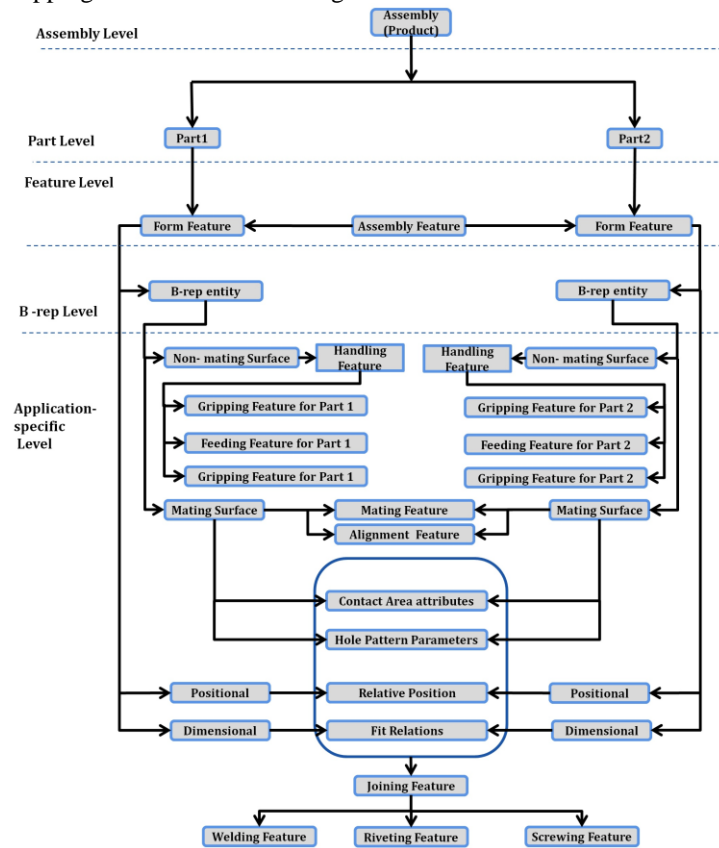 Assembly
(Product)
Assembly Level
Part Level
Part1
Part2
Feature Level
Form Feature
Assembly Feature
Form Feature
B-rep entity
B-rep entity
B -rep Level
Non- mating Surface
Handling
Feature
Handling
Feature
Non- mating Surface
Application-
specific
Level
Gripping Feature for Part 1
Gripping Feature for Part 2
Feeding Feature for Part 1
Feeding Feature for Part 2
Gripping Feature for Part 1
Gripping Feature for Part 2
Mating Surface
Mating Feature
Mating Surface
Alignment Feature
Contact Area attributes
Hole Pattern Parameters
Positional
Relative Position
Positional
Dimensional
Fit Relations
Dimensional
Joining Feature
Welding Feature
Riveting Feature
Screwing Feature